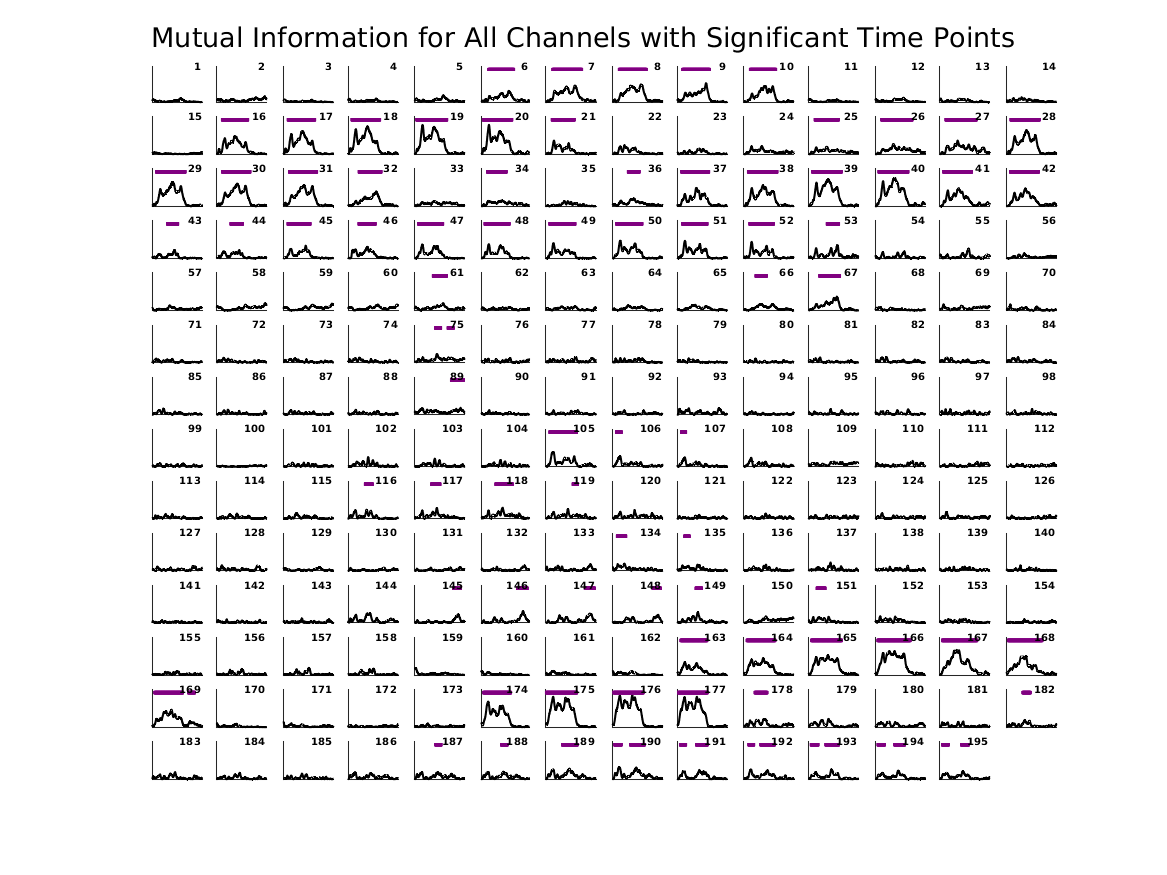 Mutual Information for All Channels with Significant Time Points
1 2 3 4 5 6 7 8 9 10 11 12 13 14
15 16 17 18 19 20 21 22 23 24 25 26 27 28
29 30 31 32 33 34 35 36 37 38 39 40 41 42
43 44 45 46 47 48 49 50 51 52 53 54 55 56
57 58 59 60 61 62 63 64 65 66 67 68 69 70
71 72 73 74 75 76 77 78 79 80 81 82 83 84
85 86 87 88 89 90 91 92 93 94 95 96 97 98
99 100 101 102 103 104 105 106 107 108 109 110 111 112
113 114 115 116 117 118 119 120 121 122 123 124 125 126
127 128 129 130 131 132 133 134 135 136 137 138 139 140
141 142 143 144 145 146 147 148 149 150 151 152 153 154
155 156 157 158 159 160 161 162 163 164 165 166 167 168
169 170 171 172 173 174 175 176 177 178 179 180 181 182
183 184 185 186 187 188 189 190 191 192 193 194 195